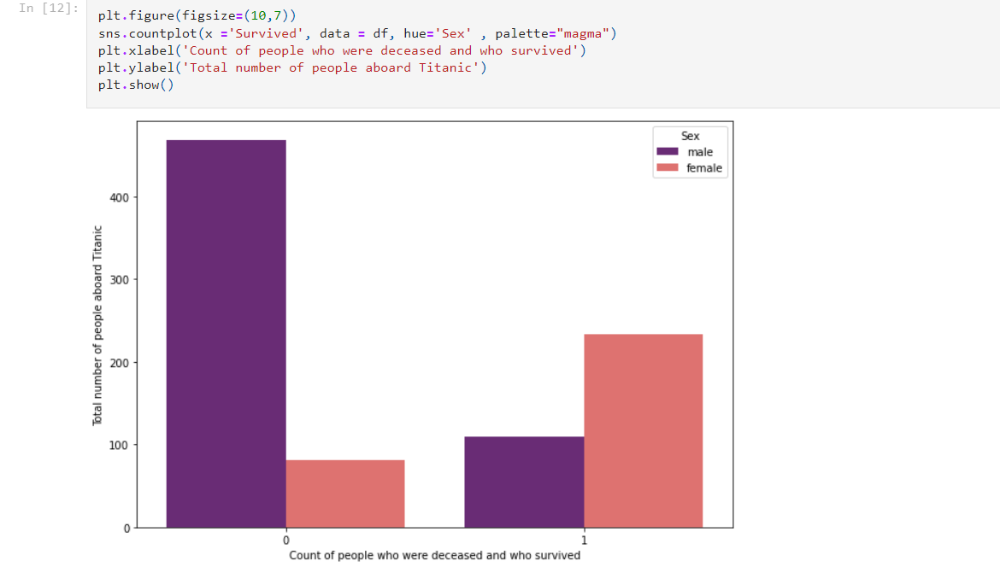 In [12]:
plt.figure(figsize=(10,7))
sns.countplot(x ='Survived', data = df, hue='Sex' , palette="magma")
plt.xlabel('Count of people who were deceased and who survived')
plt.ylabel('Total number of people aboard Titanic')
plt.show()
Sex
male
female
400
300
200
100
0
Total number of people aboard Titanic
0 1
Count of people who were deceased and who survived